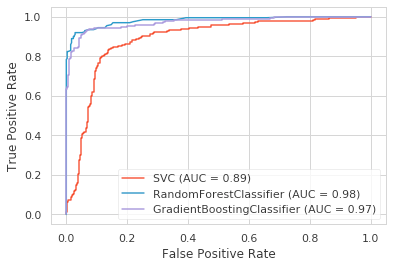 True Positive Rate
1.0
0.8
0.6
0.4
0.2
0.0
SVC (AUC = 0.89)
RandomForestClassifier (AUC = 0.98)
GradientBoostingClassifier (AUC = 0.97)
0.0 0.2 0.4 0.6 0.8 1.0
False Positive Rate